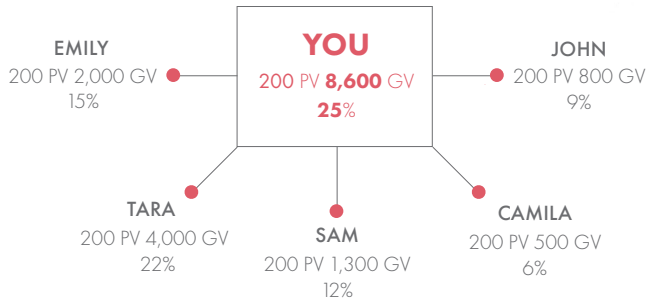 YOU
200 PV 8,600 GV
25%
EMILY
200 PV 2,000 GV
15%
JOHN
200 PV 800 GV
9%
TARA
200 PV 4,000 GV
22%
SAM
200 PV 1,300 GV
12%
CAMILA
200 PV 500 GV
6%